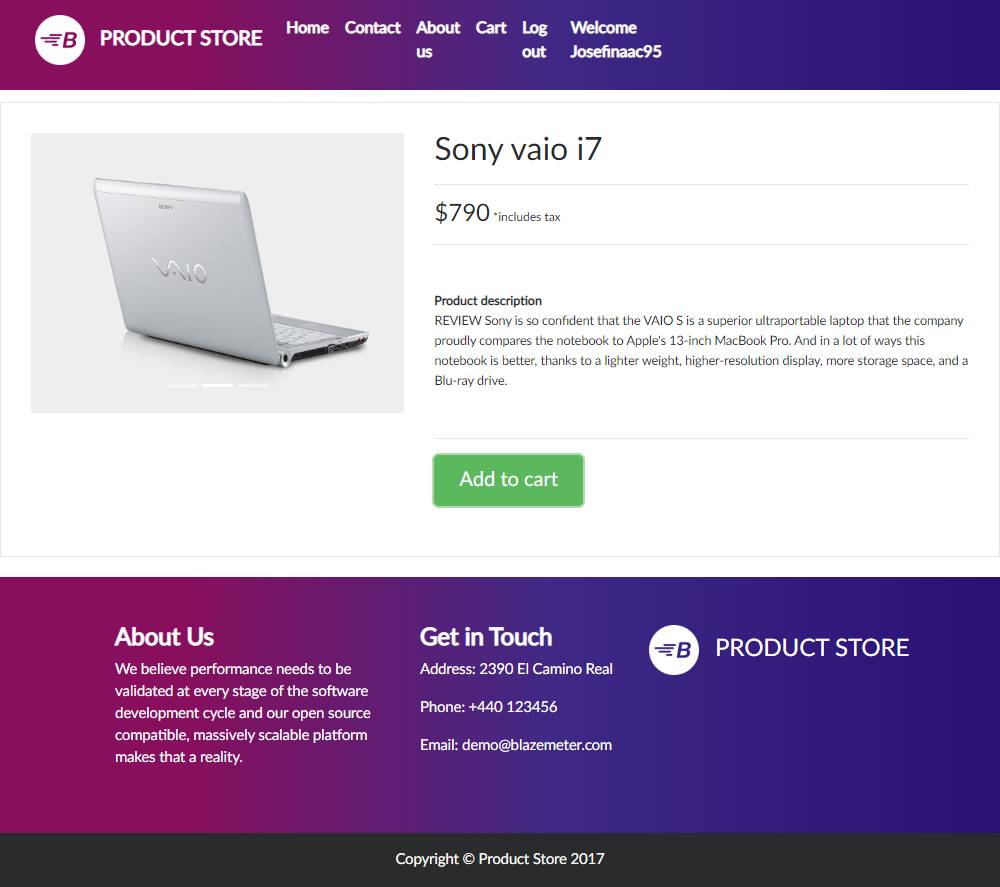 B PRODUCT STORE Home Contact About us Cart Log out Welcome Josefinaac95
SONY
VAIO
Sony vaio i7
$790 *includes tax
Product description
REVIEW Sony is so confident that the VAIO S is a superior ultraportable laptop that the company
proudly compares the notebook to Apple's 13-inch MacBook Pro. And in a lot of ways this
notebook is better, thanks to a lighter weight, higher-resolution display, more storage space, and a
Blu-ray drive.
Add to cart
About Us
We believe performance needs to be
validated at every stage of the software
development cycle and our open source
compatible, massively scalable platform
makes that a reality.
Get in Touch
Address: 2390 El Camino Real
Phone: +440 123456
Email: demo@blazemeter.com
B PRODUCT STORE
Copyright © Product Store 2017